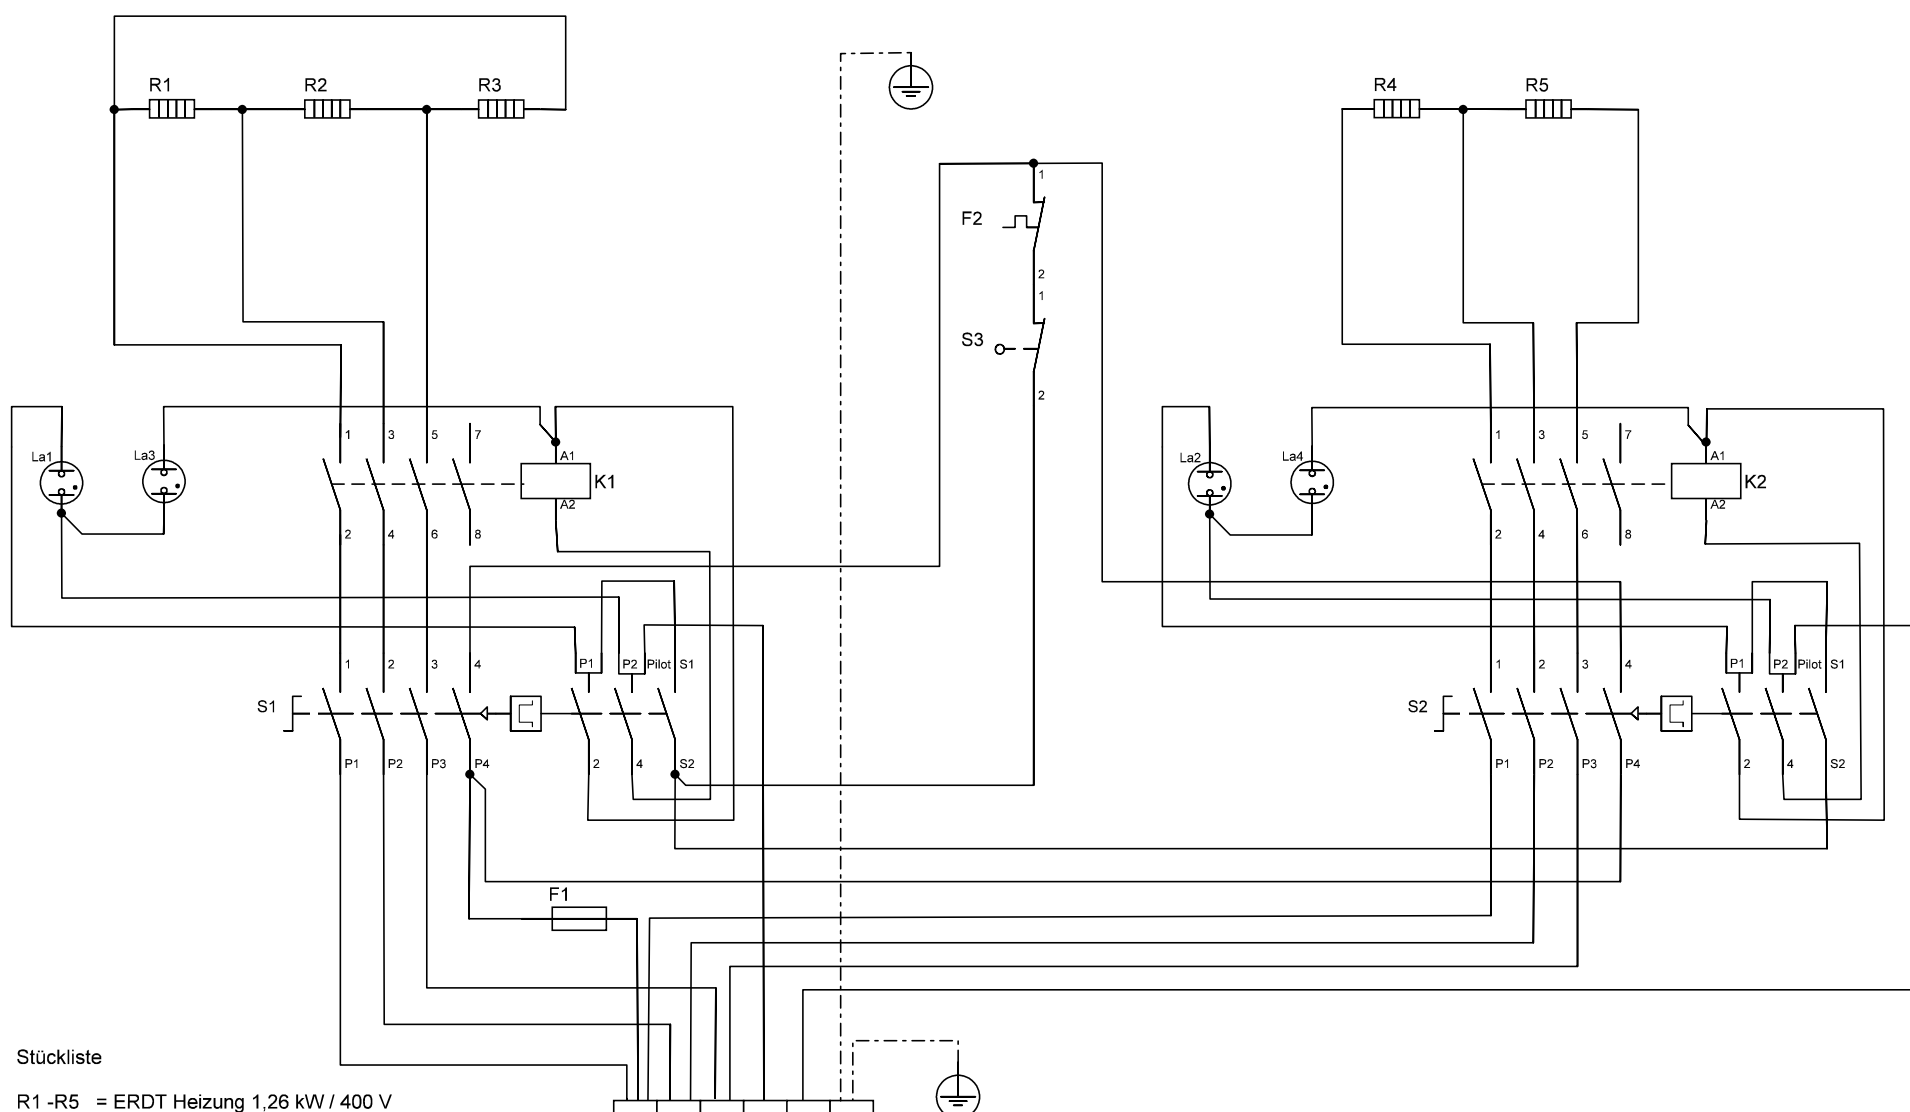 R1 R2 R3 R4 R5
1
F2
2
1
S3
2
1 3 5 7 1 3 5 7
La1 La3 A1 K1 La2 La4 A1 K2
A2 A2
2 4 6 8 2 4 6 8
1 2 3 4 P1 P2 Pilot S1 1 2 3 4 P1 P2 Pilot S1
S1 S2
P1 P2 P3 P4 2 4 S2 P1 P2 P3 P4 2 4 S2
F1
Stückliste
R1 -R5 = ERDT Heizung 1,26 kW / 400 V